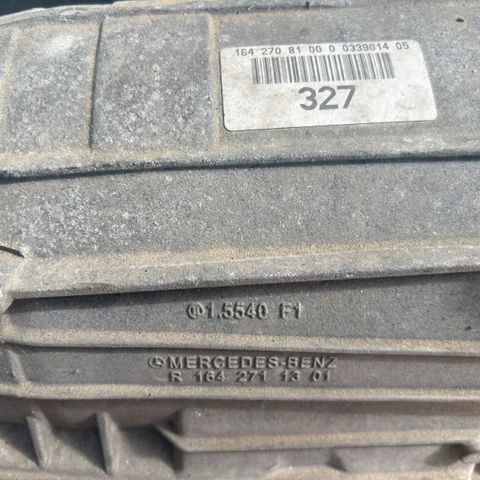 164 270 81 00 0 0339014 05
327
1.5540 F1
MERCEDES-BENZ
R 164 271 13 01